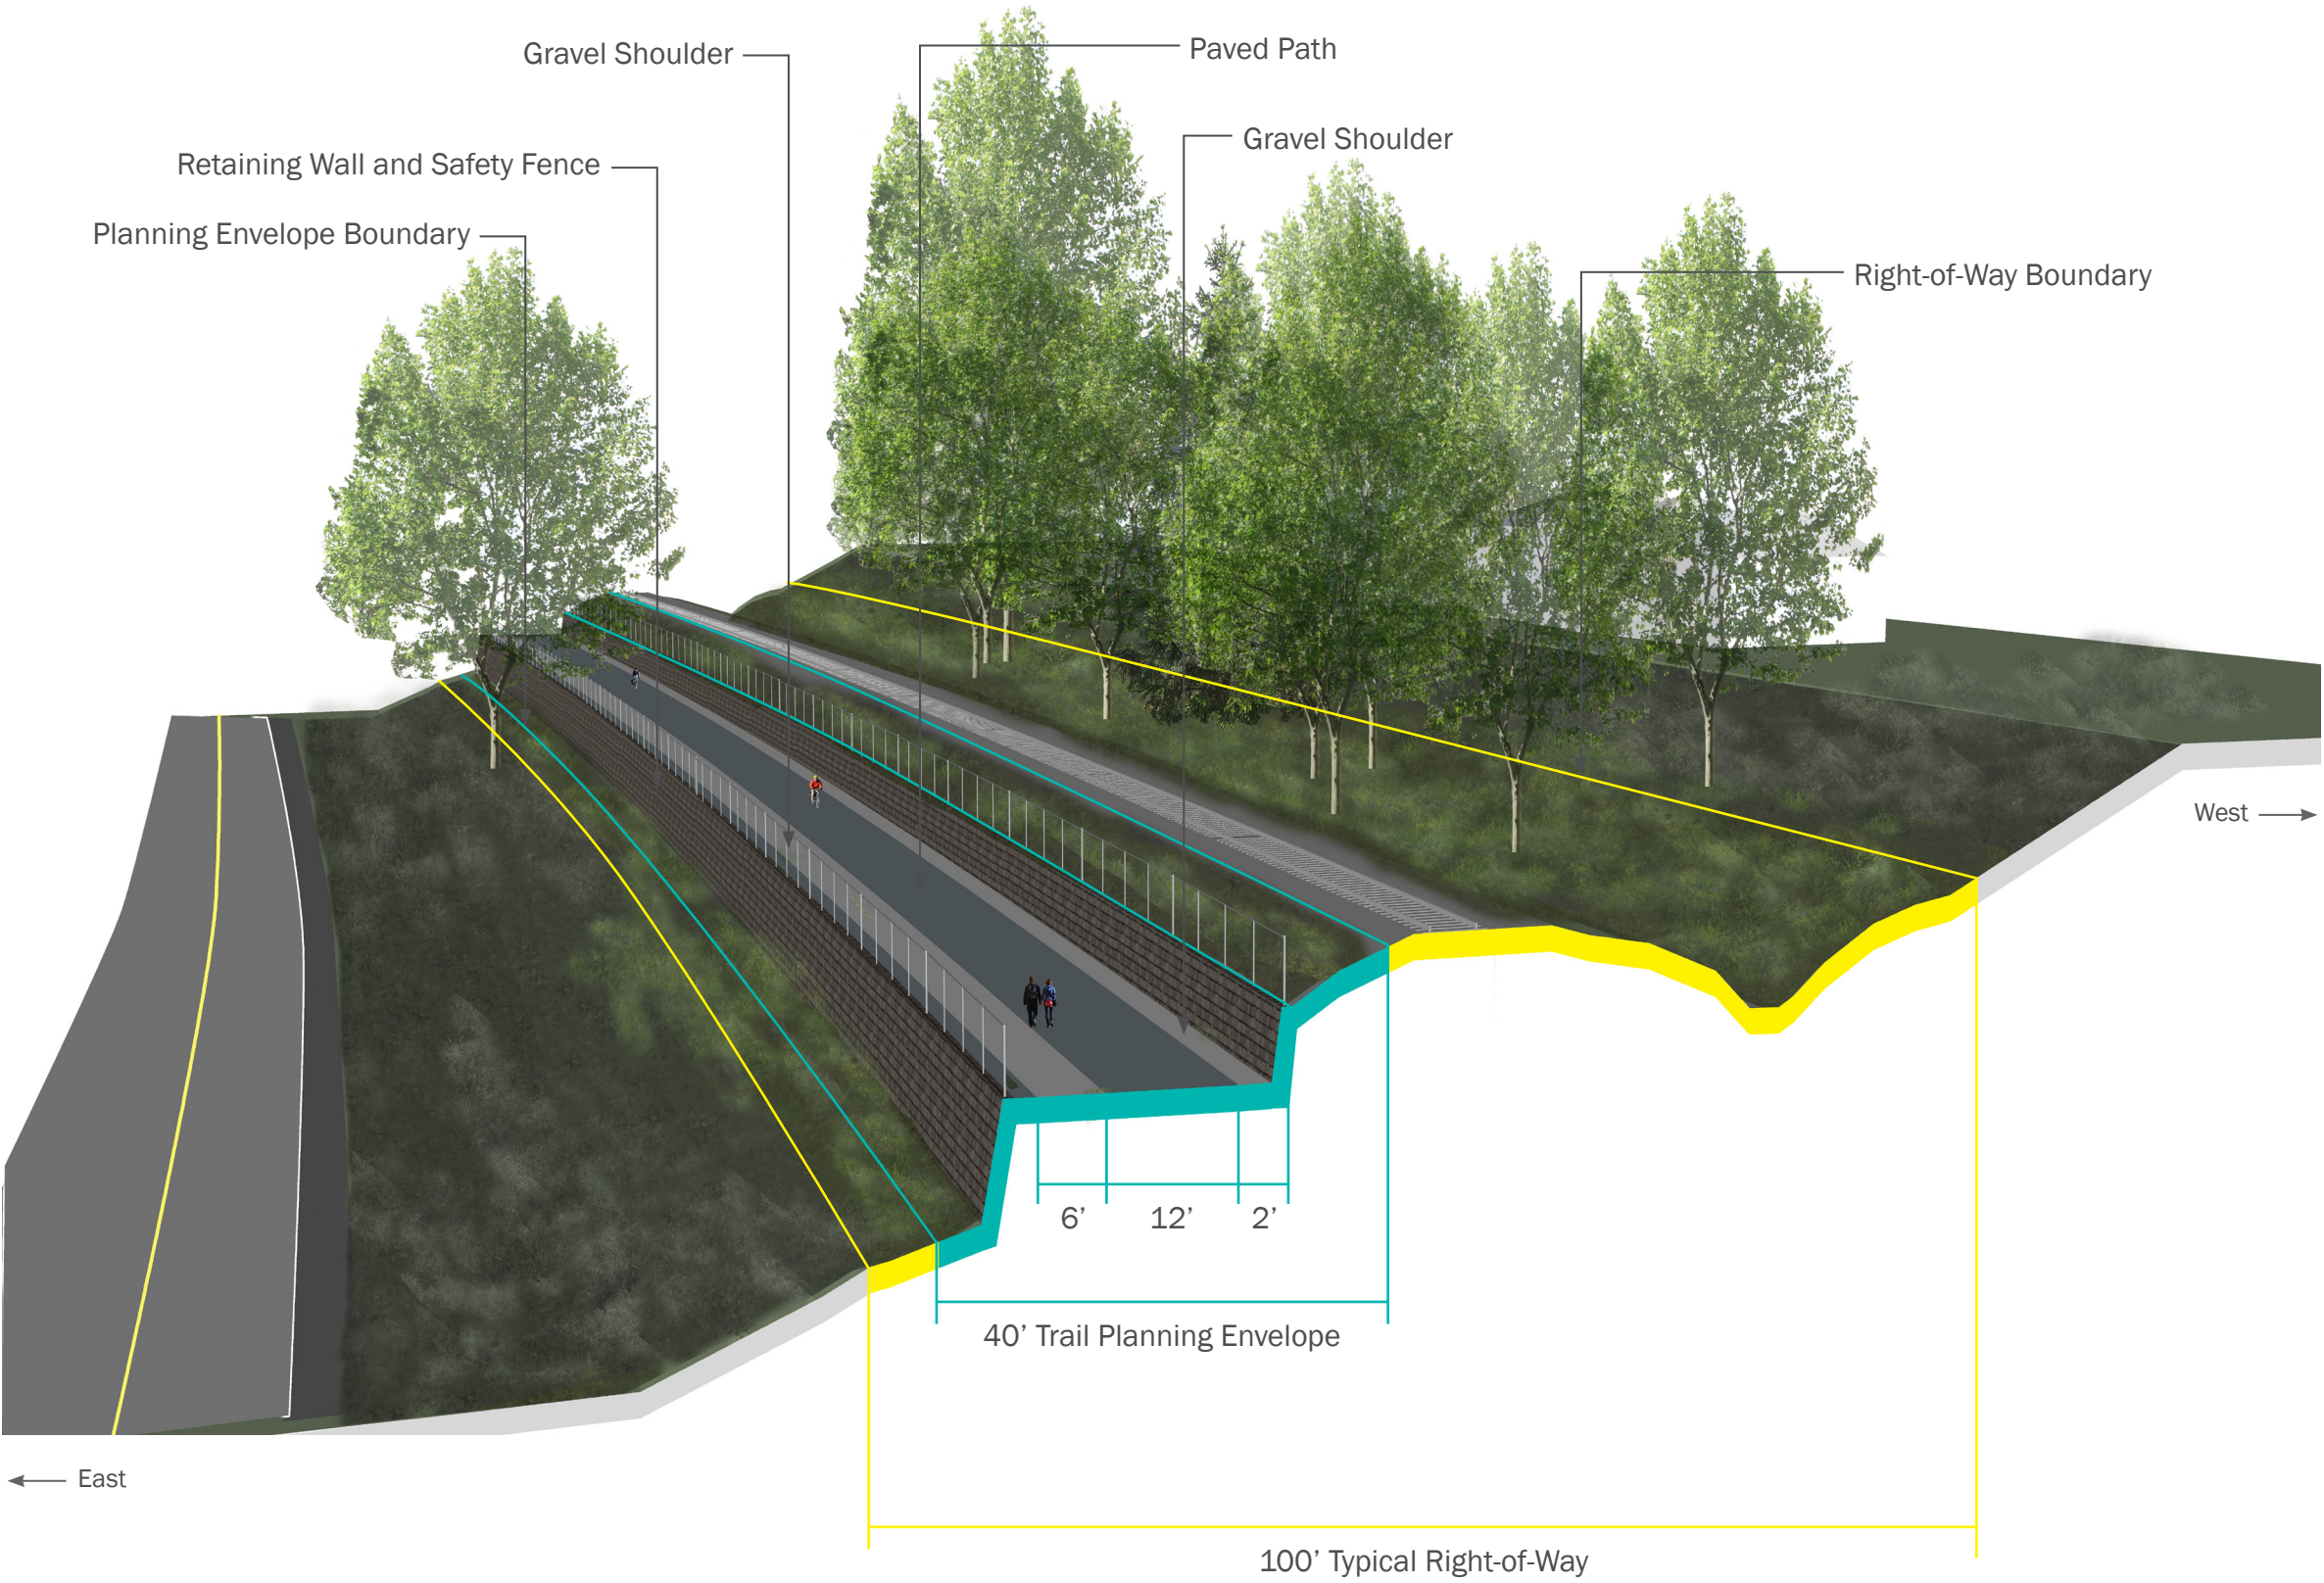 Paved Path
Gravel Shoulder
Gravel Shoulder
Retaining Wall and Safety Fence
Planning Envelope Boundary
Right-of-Way Boundary
West
6’
12’
2’
40’ Trail Planning Envelope
East
100’ Typical Right-of-Way